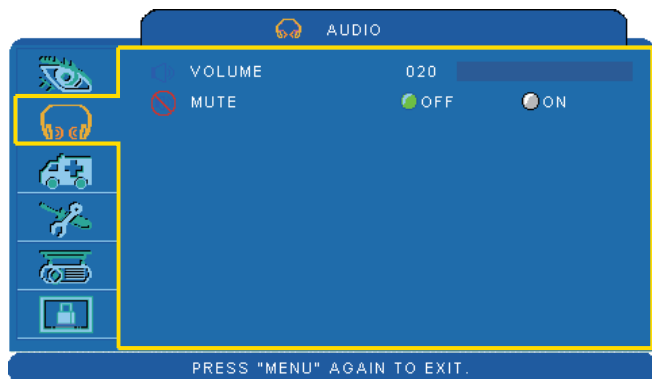 AUDIO
VOLUME 020
MUTE OFF ON
PRESS "MENU" AGAIN TO EXIT.